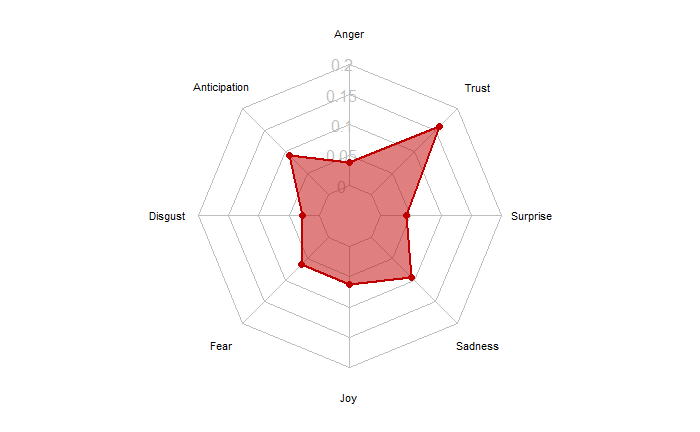 Anger
0.2
Anticipation
Trust
0.15
0.1
0.05
0
Disgust
Surprise
Fear
Sadness
Joy